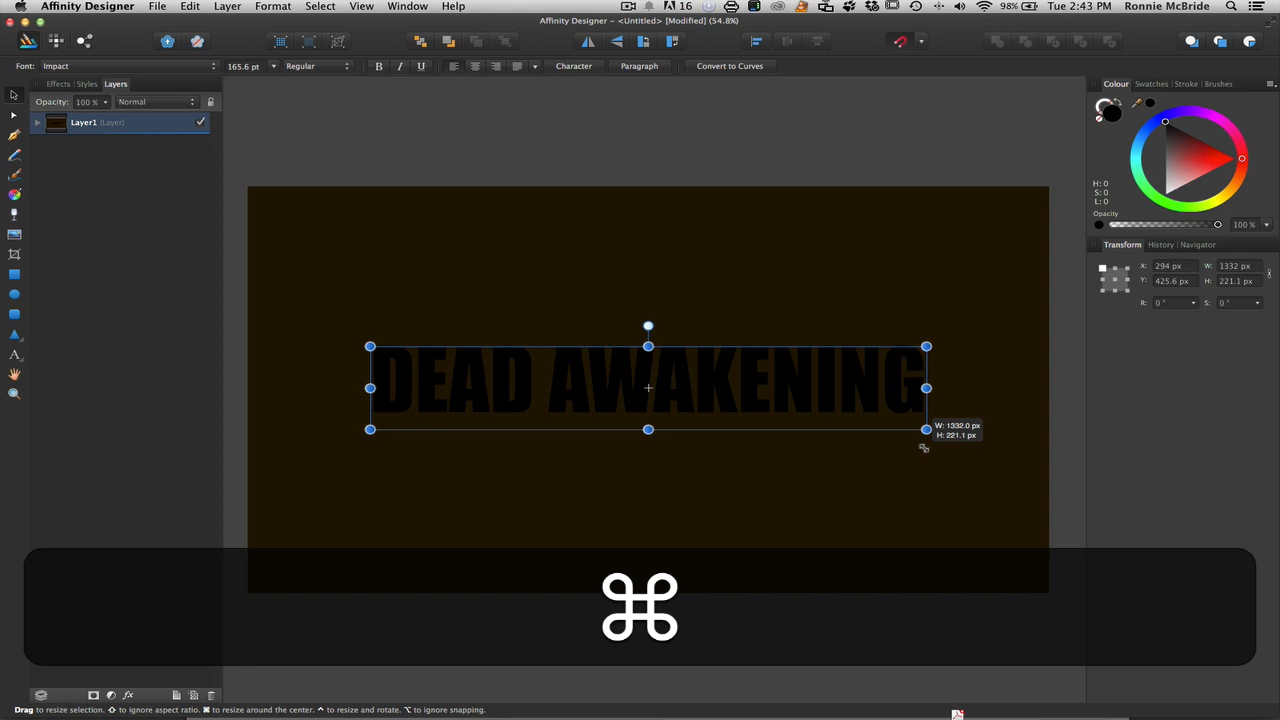 Affinity Designer File Edit Layer Format Select View Window Help 16 98% Tue 2:43 PM Ronnie McBride
Affinity Designer - <Untitled> [Modified] (54.8%)
Font: Impact 165.6 pt Regular B I U Character Paragraph Convert to Curves
Effects Styles Layers
Opacity: 100 % Normal
Layer1 (Layer)
Colour Swatches Stroke Brushes
H: 0
S: 0
L: 0
Opacity
100 %
Transform History Navigator
X: 294 px W: 1332 px
Y: 425.6 px H: 221.1 px
R: 0 ° S: 0 °
DEAD AWAKENING
W: 1332.0 px
H: 221.1 px
⌘
fx
Drag to resize selection. ⇧ to ignore aspect ratio. ⌘ to resize around the center. ^ to resize and rotate. ⌥ to ignore snapping.